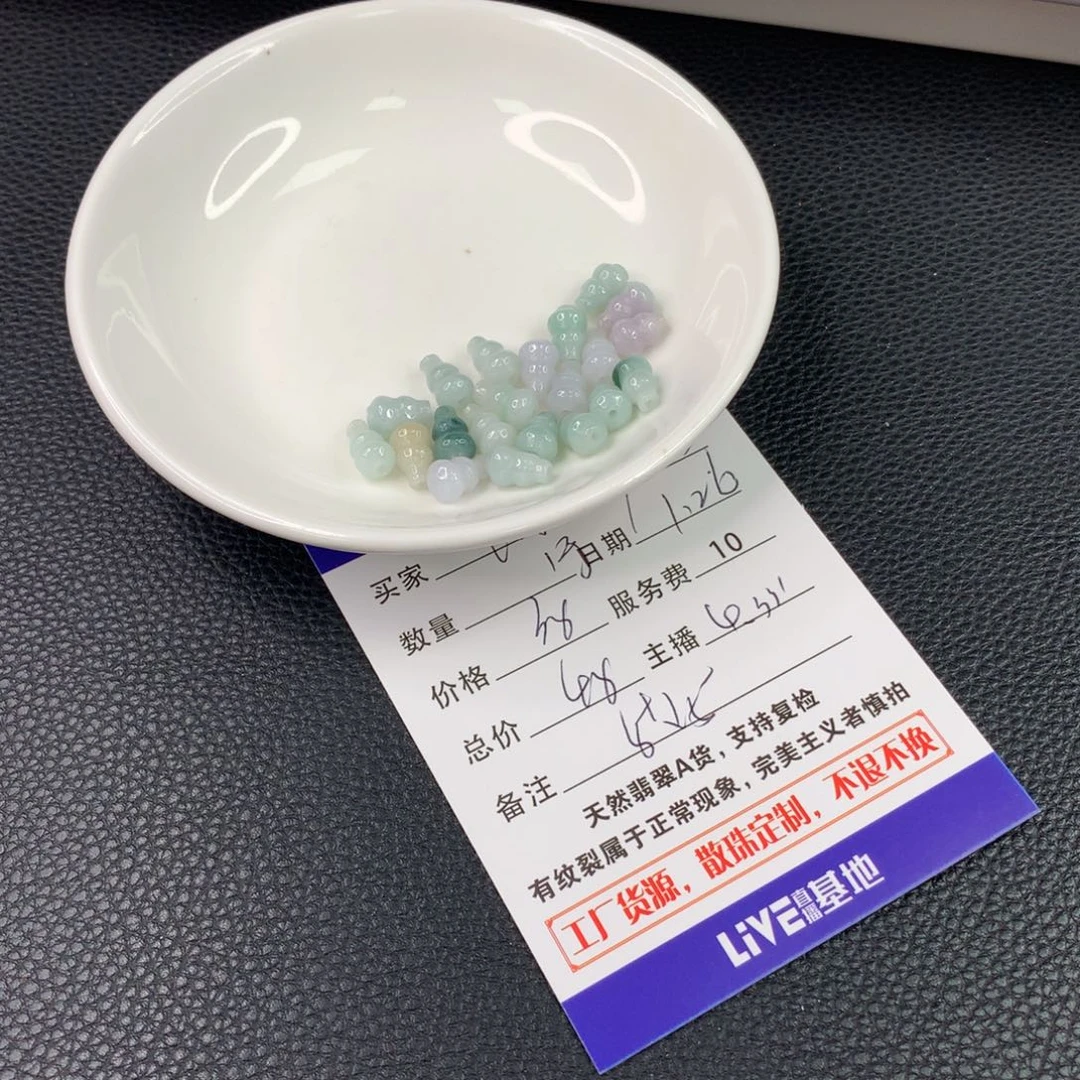 买家 日期 11.26
数量 服务费 10
价格 38 主播
总价 48
备注
天然翡翠A货，支持复检
有纹裂属于正常现象，完美主义者慎拍
工厂货源，散珠定制，不退不换
LiVE直播基地